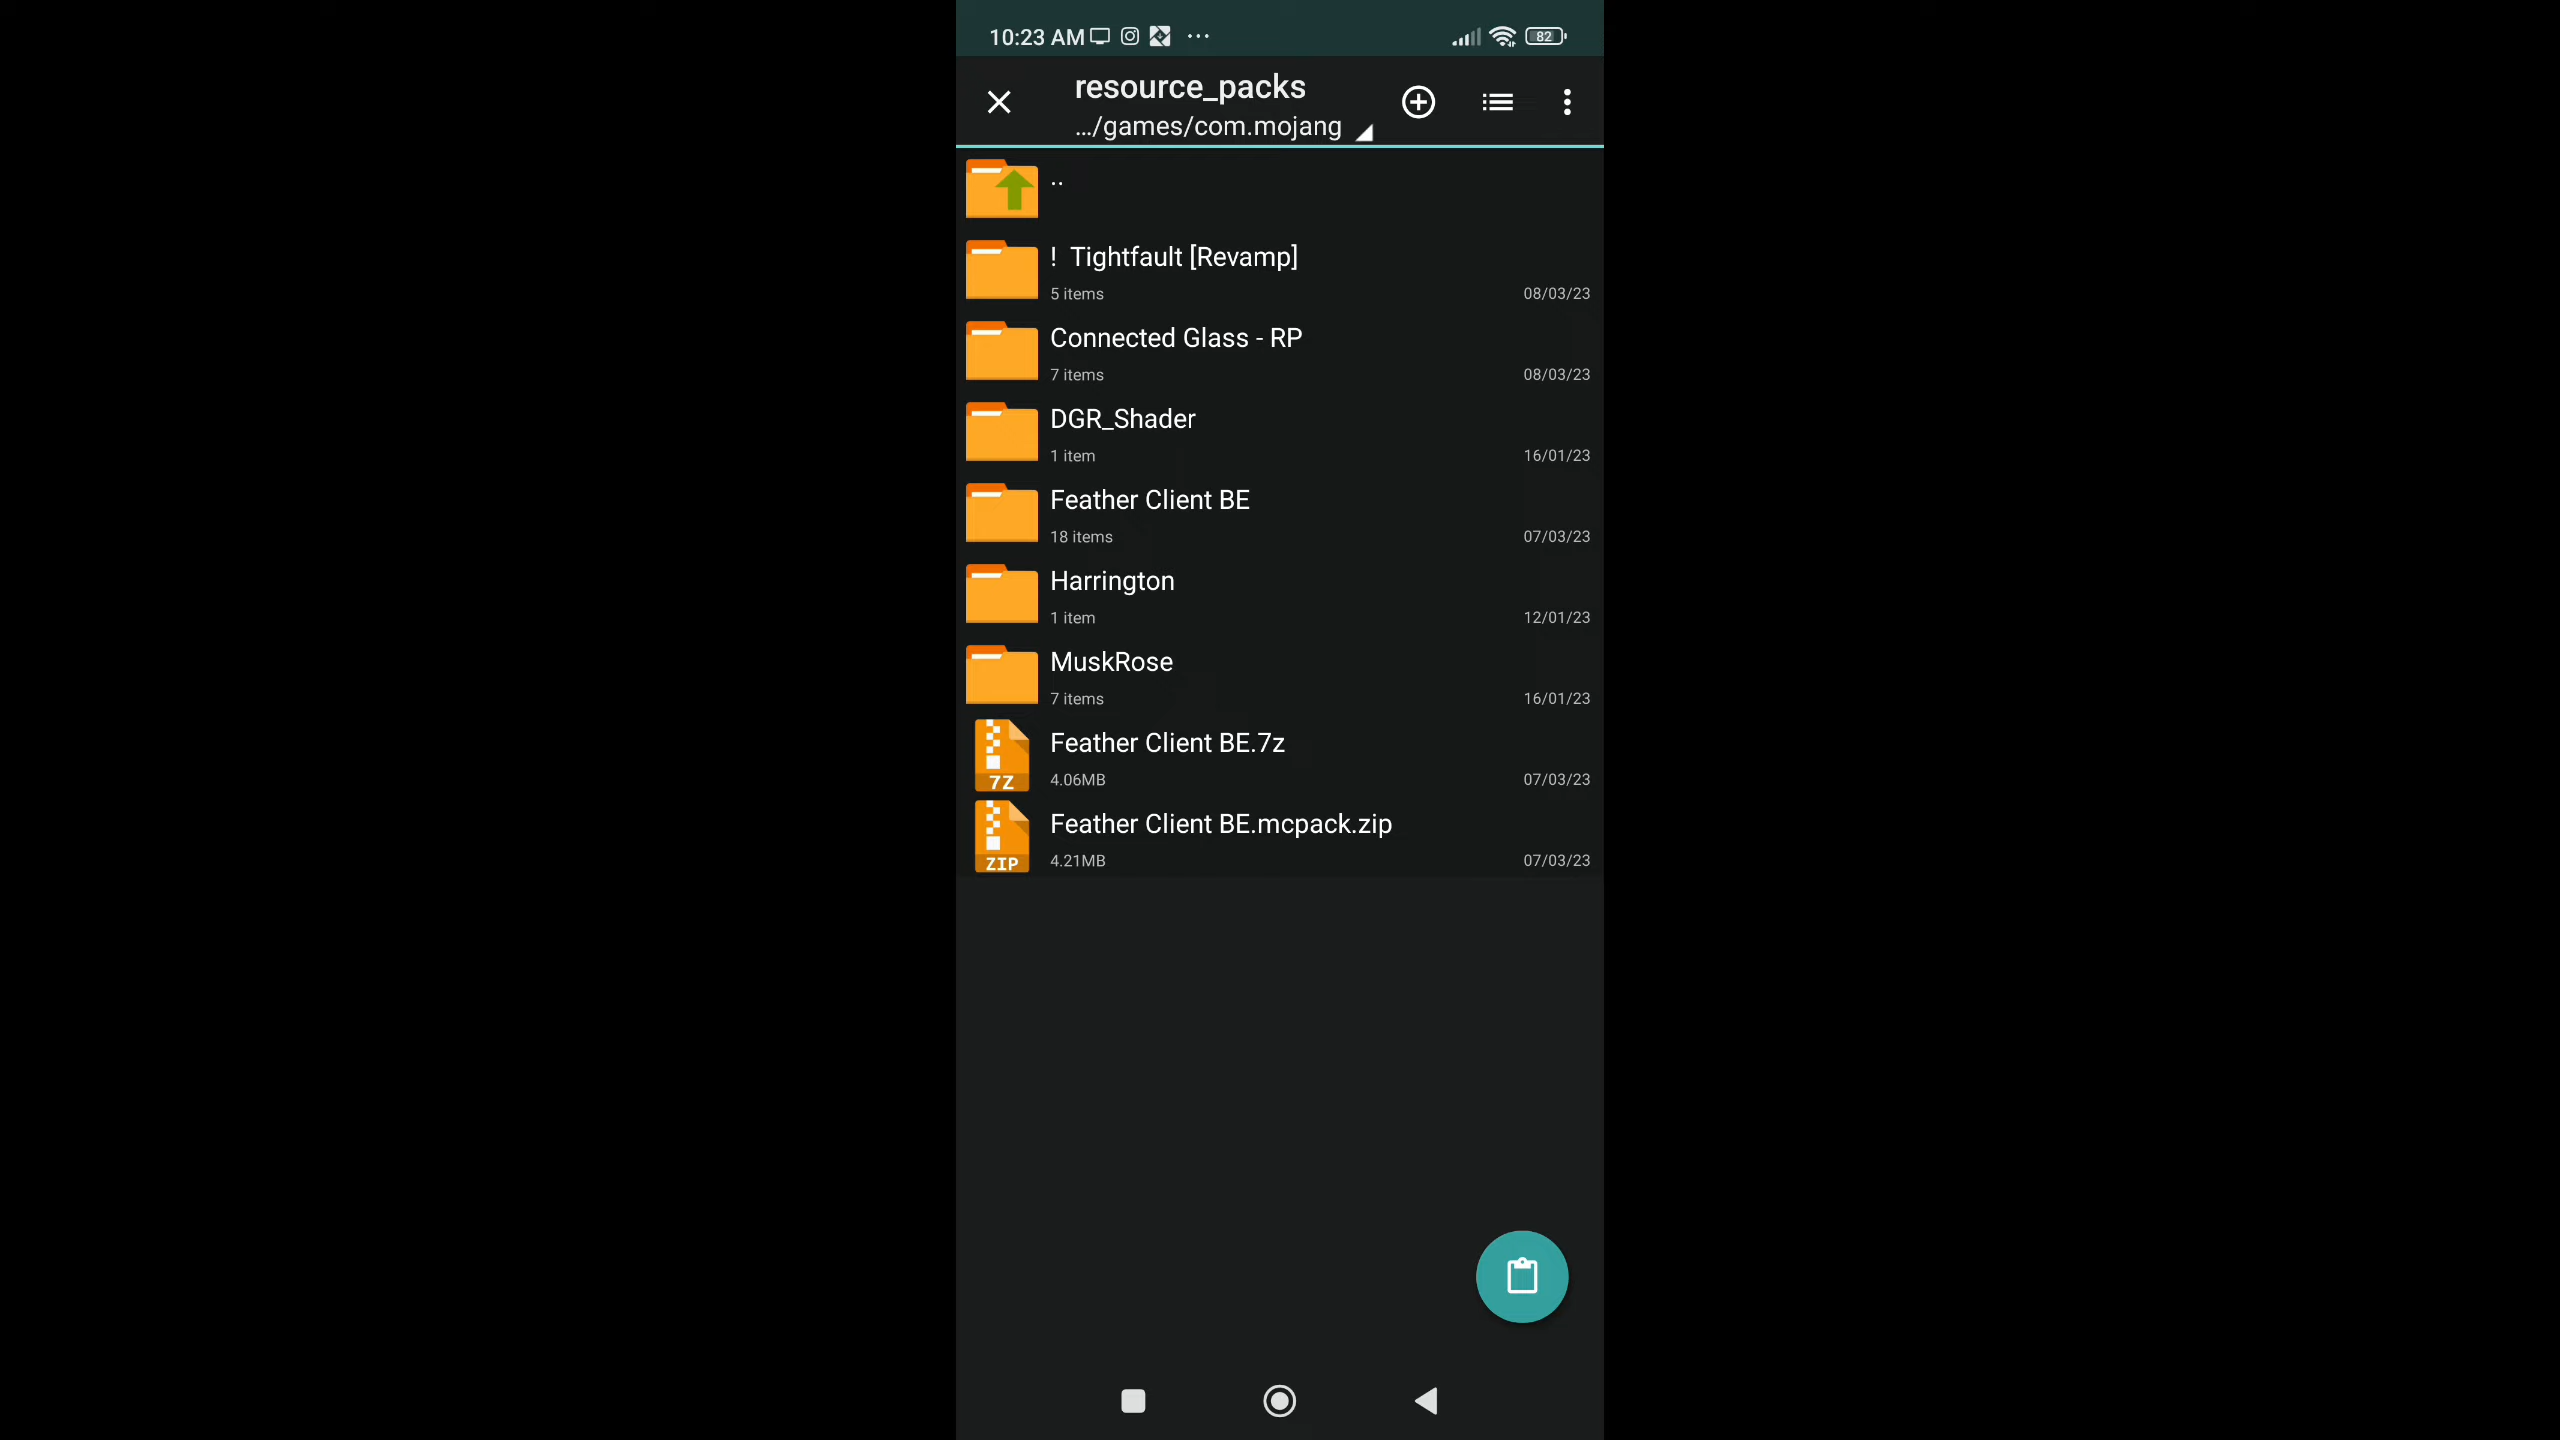 10:23 AM ... 82
resource_packs
.../games/com.mojang
..
! Tightfault [Revamp]
5 items 08/03/23
Connected Glass - RP
7 items 08/03/23
DGR_Shader
1 item 16/01/23
Feather Client BE
18 items 07/03/23
Harrington
1 item 12/01/23
MuskRose
7 items 16/01/23
Feather Client BE.7z
7Z
4.06MB 07/03/23
Feather Client BE.mcpack.zip
ZIP
4.21MB 07/03/23